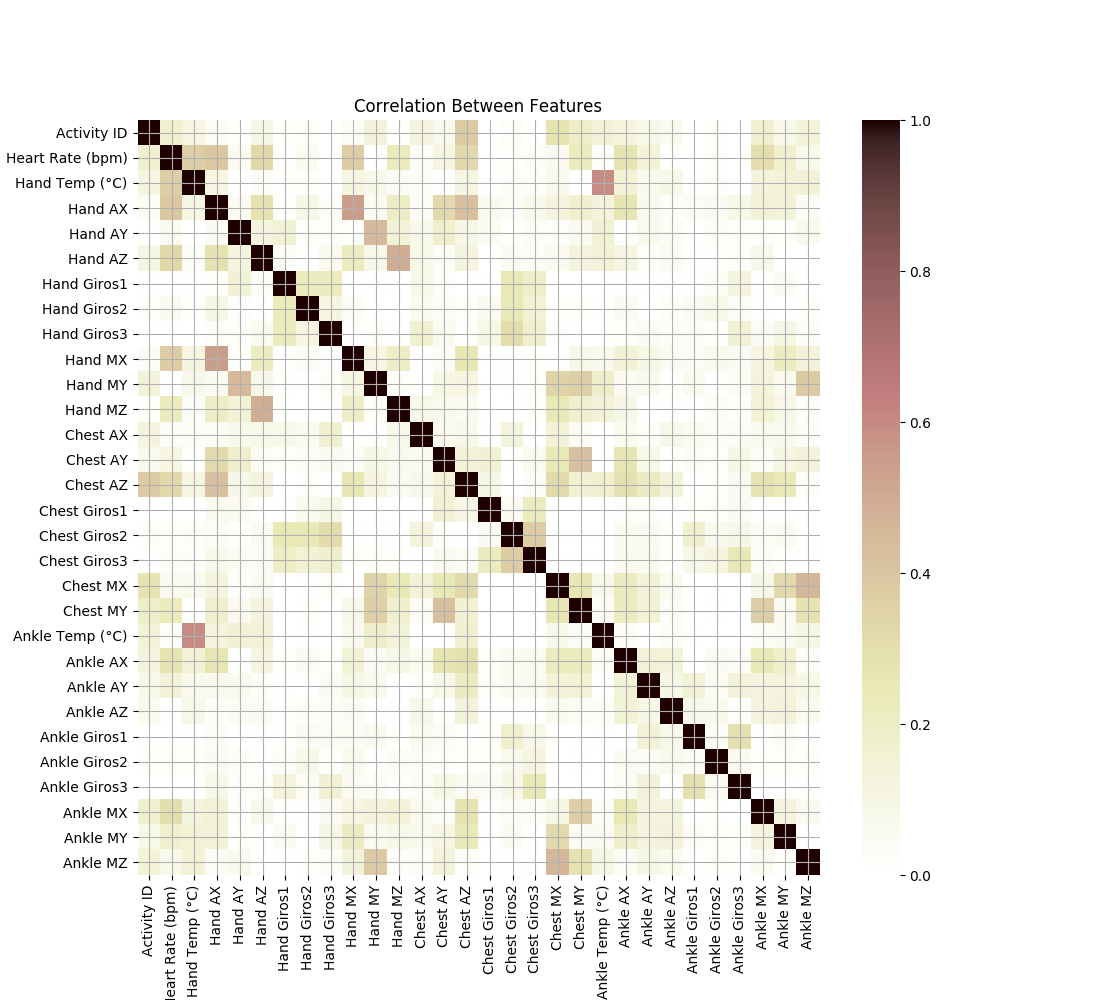 Correlation Between Features
Activity ID
Heart Rate (bpm)
Hand Temp (°C)
Hand AX
Hand AY
Hand AZ
Hand Giros1
Hand Giros2
Hand Giros3
Hand MX
Hand MY
Hand MZ
Chest AX
Chest AY
Chest AZ
Chest Giros1
Chest Giros2
Chest Giros3
Chest MX
Chest MY
Ankle Temp (°C)
Ankle AX
Ankle AY
Ankle AZ
Ankle Giros1
Ankle Giros2
Ankle Giros3
Ankle MX
Ankle MY
Ankle MZ
Activity ID
eart Rate (bpm)
Hand Temp (°C)
Hand AX
Hand AY
Hand AZ
Hand Giros1
Hand Giros2
Hand Giros3
Hand MX
Hand MY
Hand MZ
Chest AX
Chest AY
Chest AZ
Chest Giros1
Chest Giros2
Chest Giros3
Chest MX
Chest MY
Ankle Temp (°C)
Ankle AX
Ankle AY
Ankle AZ
Ankle Giros1
Ankle Giros2
Ankle Giros3
Ankle MX
Ankle MY
Ankle MZ
1.0
0.8
0.6
0.4
0.2
0.0